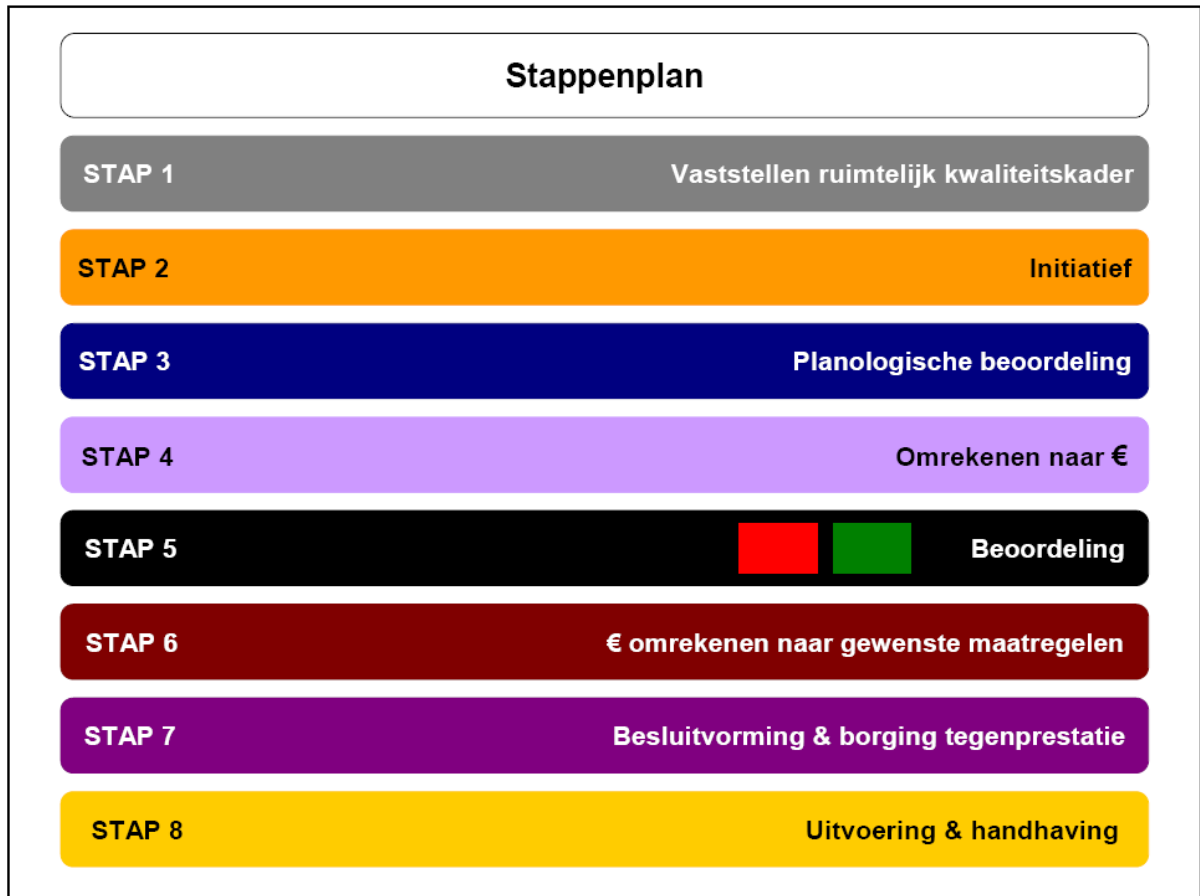 Stappenplan
STAP 1 Vaststellen ruimtelijk kwaliteitskader
STAP 2 Initiatief
STAP 3 Planologische beoordeling
STAP 4 Omrekenen naar €
STAP 5 Beoordeling
STAP 6 € omrekenen naar gewenste maatregelen
STAP 7 Besluitvorming & borging tegenprestatie
STAP 8 Uitvoering & handhaving